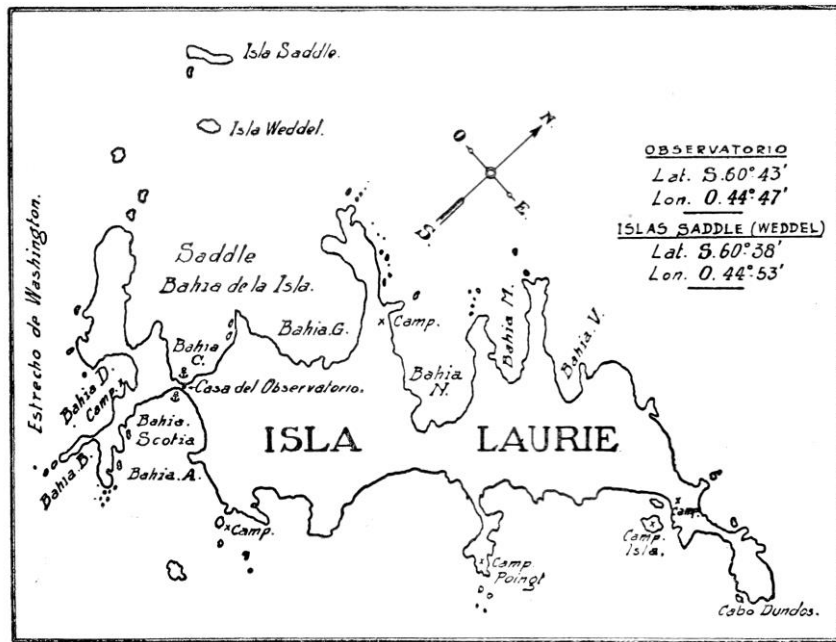 Isla Saddle.
Isla Weddel.
N.
O.
E.
S.
OBSERVATORIO
Lat. S. 60° 43'
Lon. O. 44° 47'
ISLAS SADDLE (WEDDEL)
Lat. S. 60° 38'
Lon. O. 44° 53'
Estrecho de Washington.
Saddle
Bahia de la Isla.
Bahia. G.
Bahia
C.
Camp.
Bahia
N.
Bahia M.
Bahia. V.
Bahia D.
Camp.
Casa del Observatorio.
Bahia.
Scotia
Bahia. B.
Bahia. A.
ISLA LAURIE
Camp.
Camp.
Poingt
Camp.
Isla.
Camp.
Cabo Dundos.